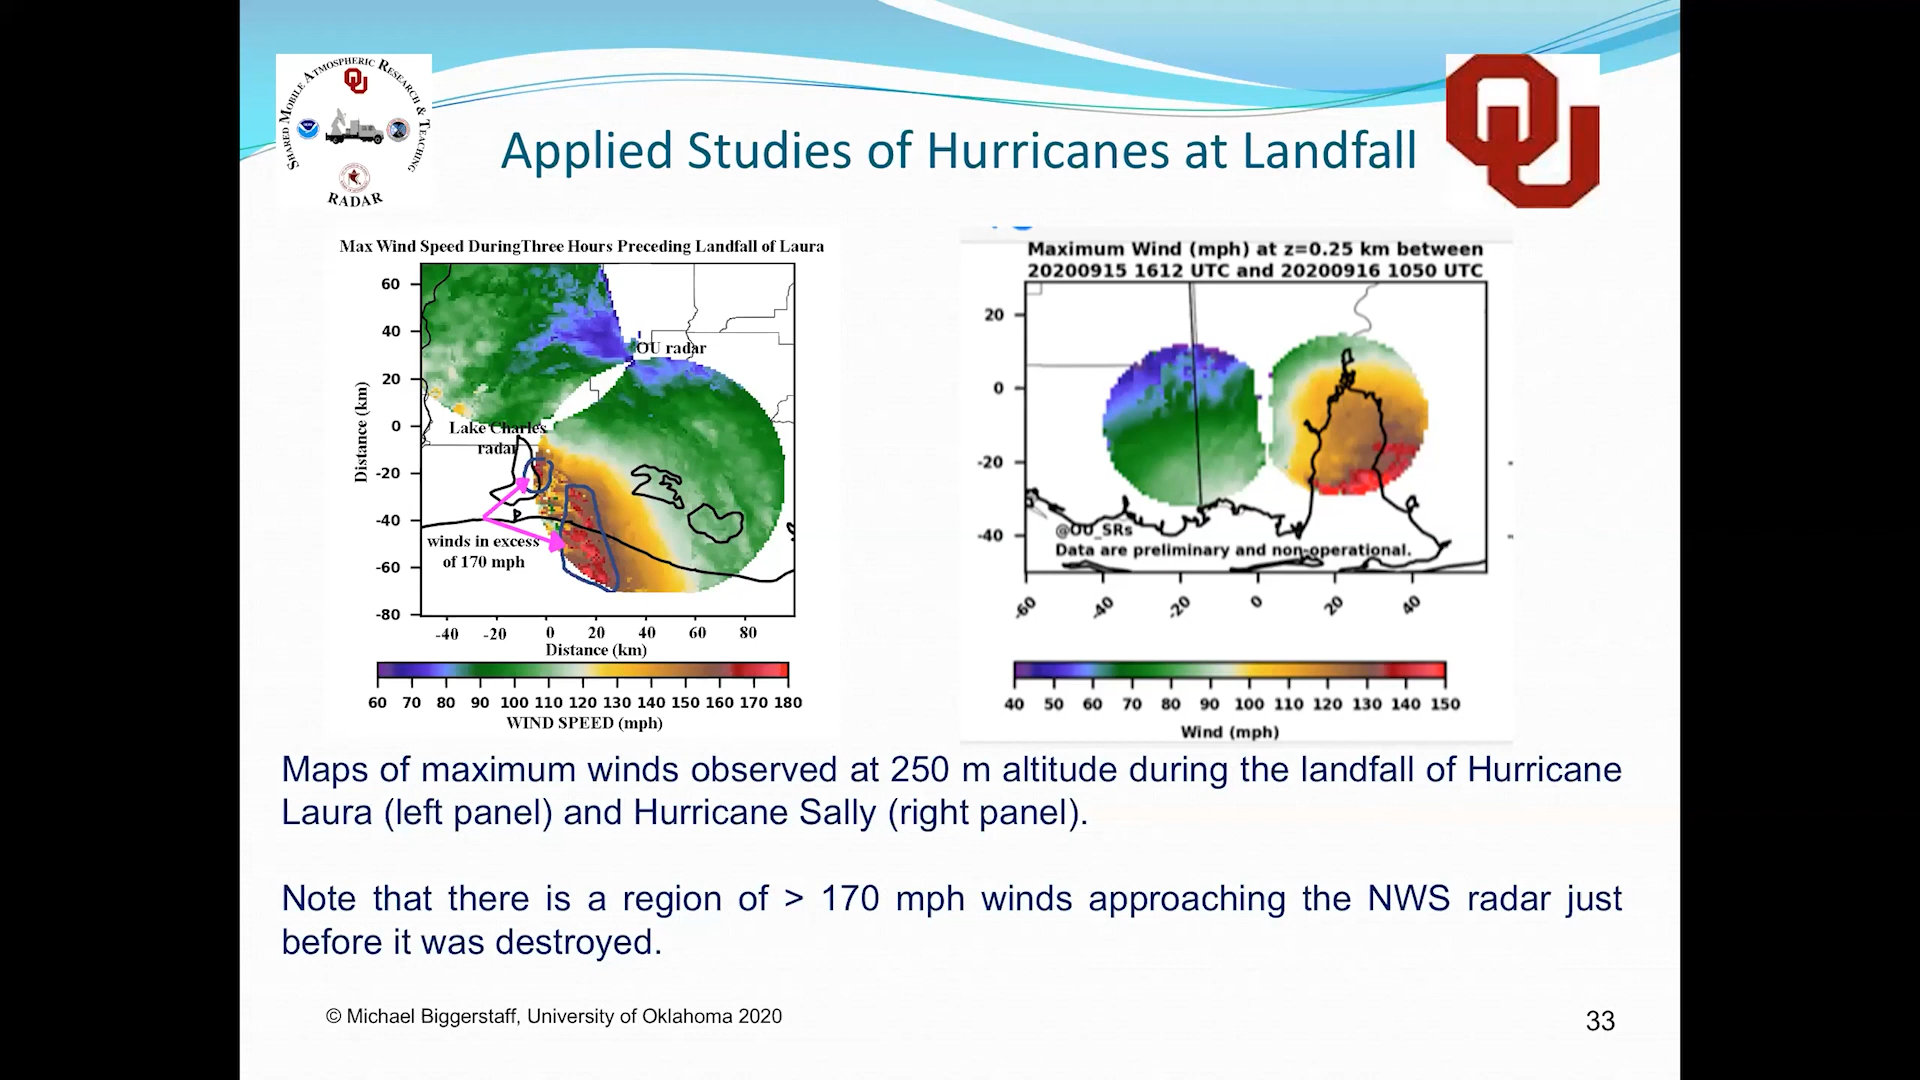 SHARED MOBILE ATMOSPHERIC RESEARCH & TEACHING
OU
RADAR
Applied Studies of Hurricanes at Landfall
OU
Max Wind Speed DuringThree Hours Preceding Landfall of Laura
60
40
20
0
-20
-40
-60
-80
Distance (km)
OU radar
Lake Charles
radar
winds in excess
of 170 mph
-40 -20 0 20 40 60 80
Distance (km)
60 70 80 90 100 110 120 130 140 150 160 170 180
WIND SPEED (mph)
Maximum Wind (mph) at z=0.25 km between
20200915 1612 UTC and 20200916 1050 UTC
20
0
-20
-40
@OU_SRs
Data are preliminary and non-operational.
-60 -40 -20 0 20 40
40 50 60 70 80 90 100 110 120 130 140 150
Wind (mph)
Maps of maximum winds observed at 250 m altitude during the landfall of Hurricane
Laura (left panel) and Hurricane Sally (right panel).
Note that there is a region of > 170 mph winds approaching the NWS radar just
before it was destroyed.
© Michael Biggerstaff, University of Oklahoma 2020
33